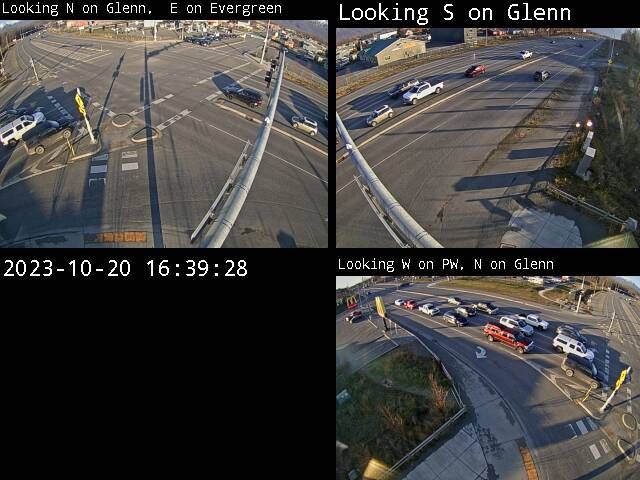 Looking N on Glenn,  E on Evergreen
Looking S on Glenn
2023-10-20 16:39:28
Looking W on PW, N on Glenn